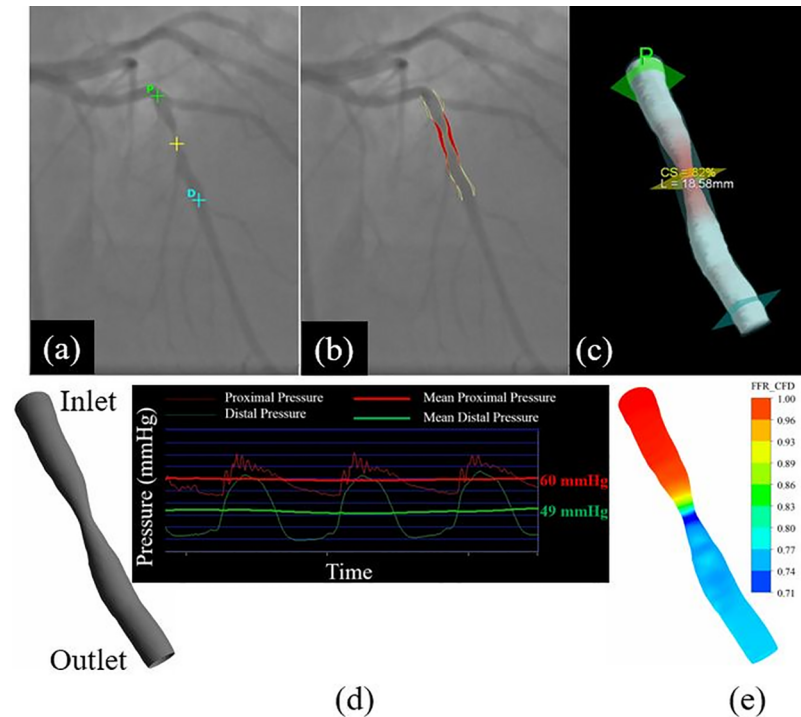 P
D
(a)
(b)
P
CS = 82%
L = 18.58mm
(c)
Inlet
Outlet
Proximal Pressure
Mean Proximal Pressure
Distal Pressure
Mean Distal Pressure
Pressure (mmHg)
60 mmHg
49 mmHg
Time
(d)
FFR_CFD
1.00
0.96
0.93
0.89
0.86
0.83
0.80
0.77
0.74
0.71
(e)